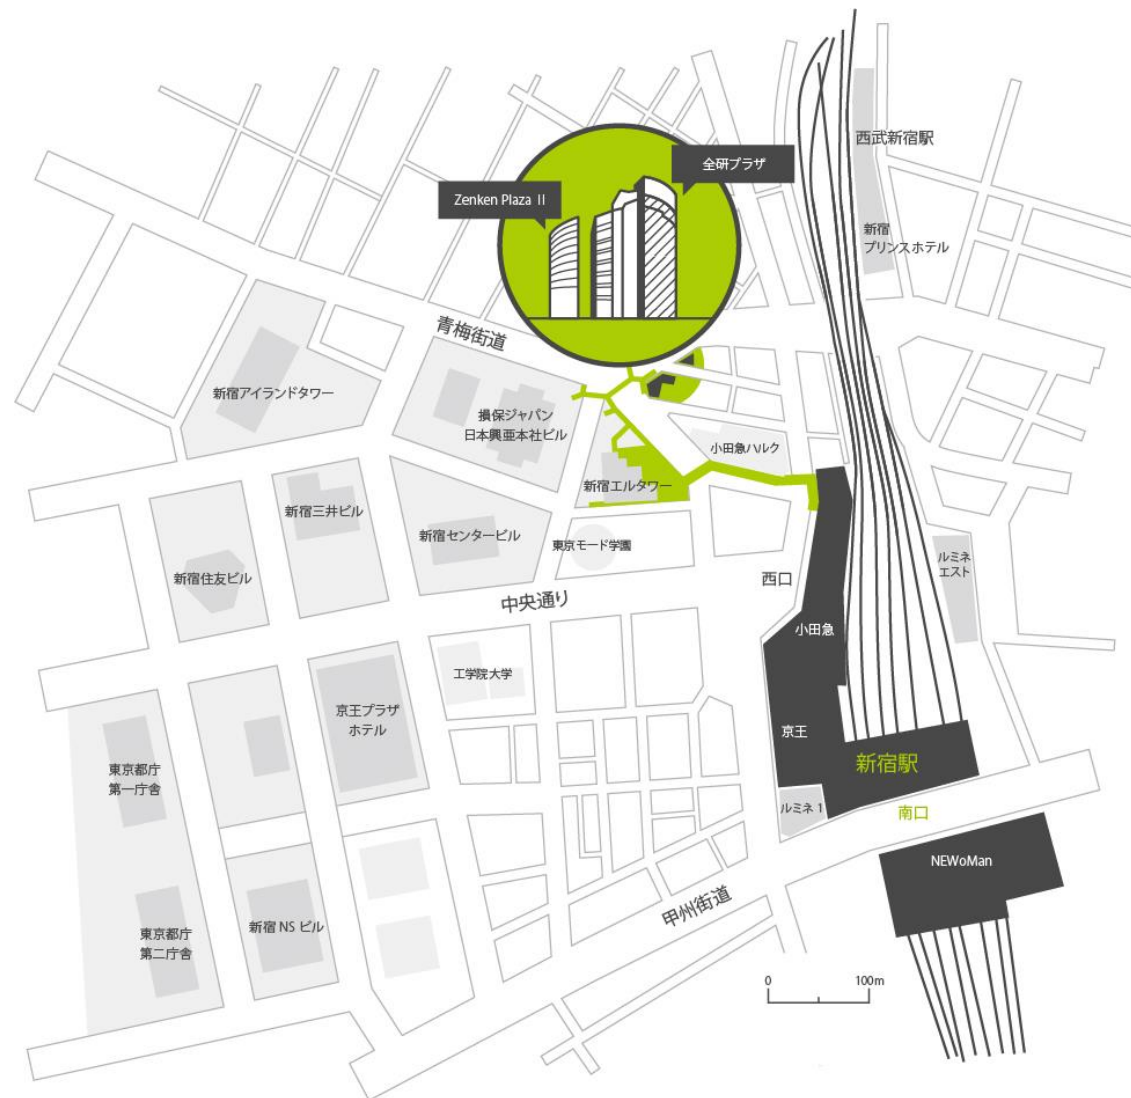 西武新宿駅
全研プラザ
Zenken Plaza II
新宿
プリンスホテル
青梅街道
新宿アイランドタワー
損保ジャパン
日本興亜本社ビル
小田急ハルク
新宿エルタワー
新宿三井ビル
新宿センタービル
東京モード学園
ルミネ
エスト
新宿住友ビル
西口
中央通り
小田急
工学院大学
京王プラザ
ホテル
京王
新宿駅
東京都庁
第一庁舎
ルミネ 1
南口
NEWoMan
甲州街道
新宿 NS ビル
東京都庁
第二庁舎
0
100m